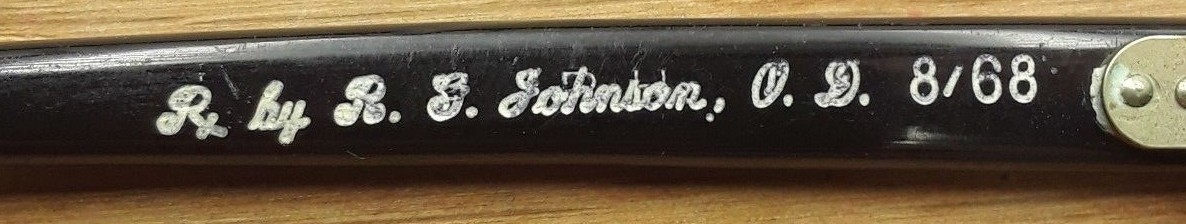 Rx by R. G. Johnson, O. D. 8/68